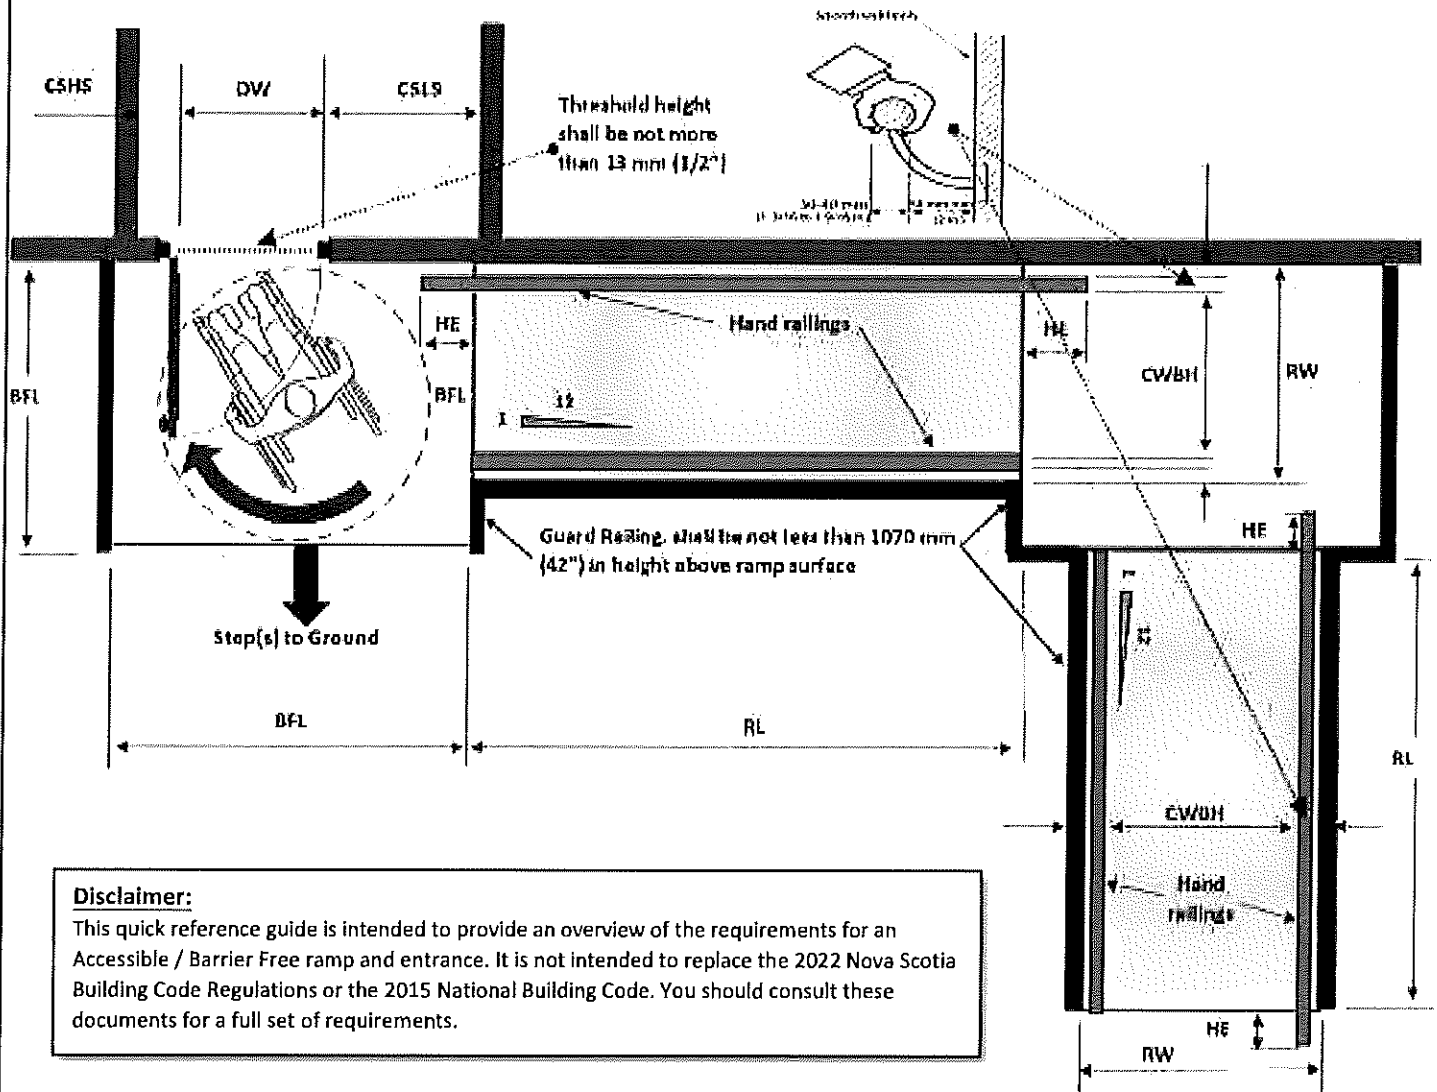 CSHS
DW
CSLS
Threshold height
shall be not more
than 13 mm (1/2")
HE
Hand railings
HE
BFL
BFL
CWBH
RW
12
1
Guard Railing. shall be not less than 1070 mm
(42") in height above ramp surface
HE
Step(s) to Ground
1
12
BFL
RL
RL
CWBH
Hand
railings
HE
RW
Disclaimer:
This quick reference guide is intended to provide an overview of the requirements for an
Accessible / Barrier Free ramp and entrance. It is not intended to replace the 2022 Nova Scotia
Building Code Regulations or the 2015 National Building Code. You should consult these
documents for a full set of requirements.